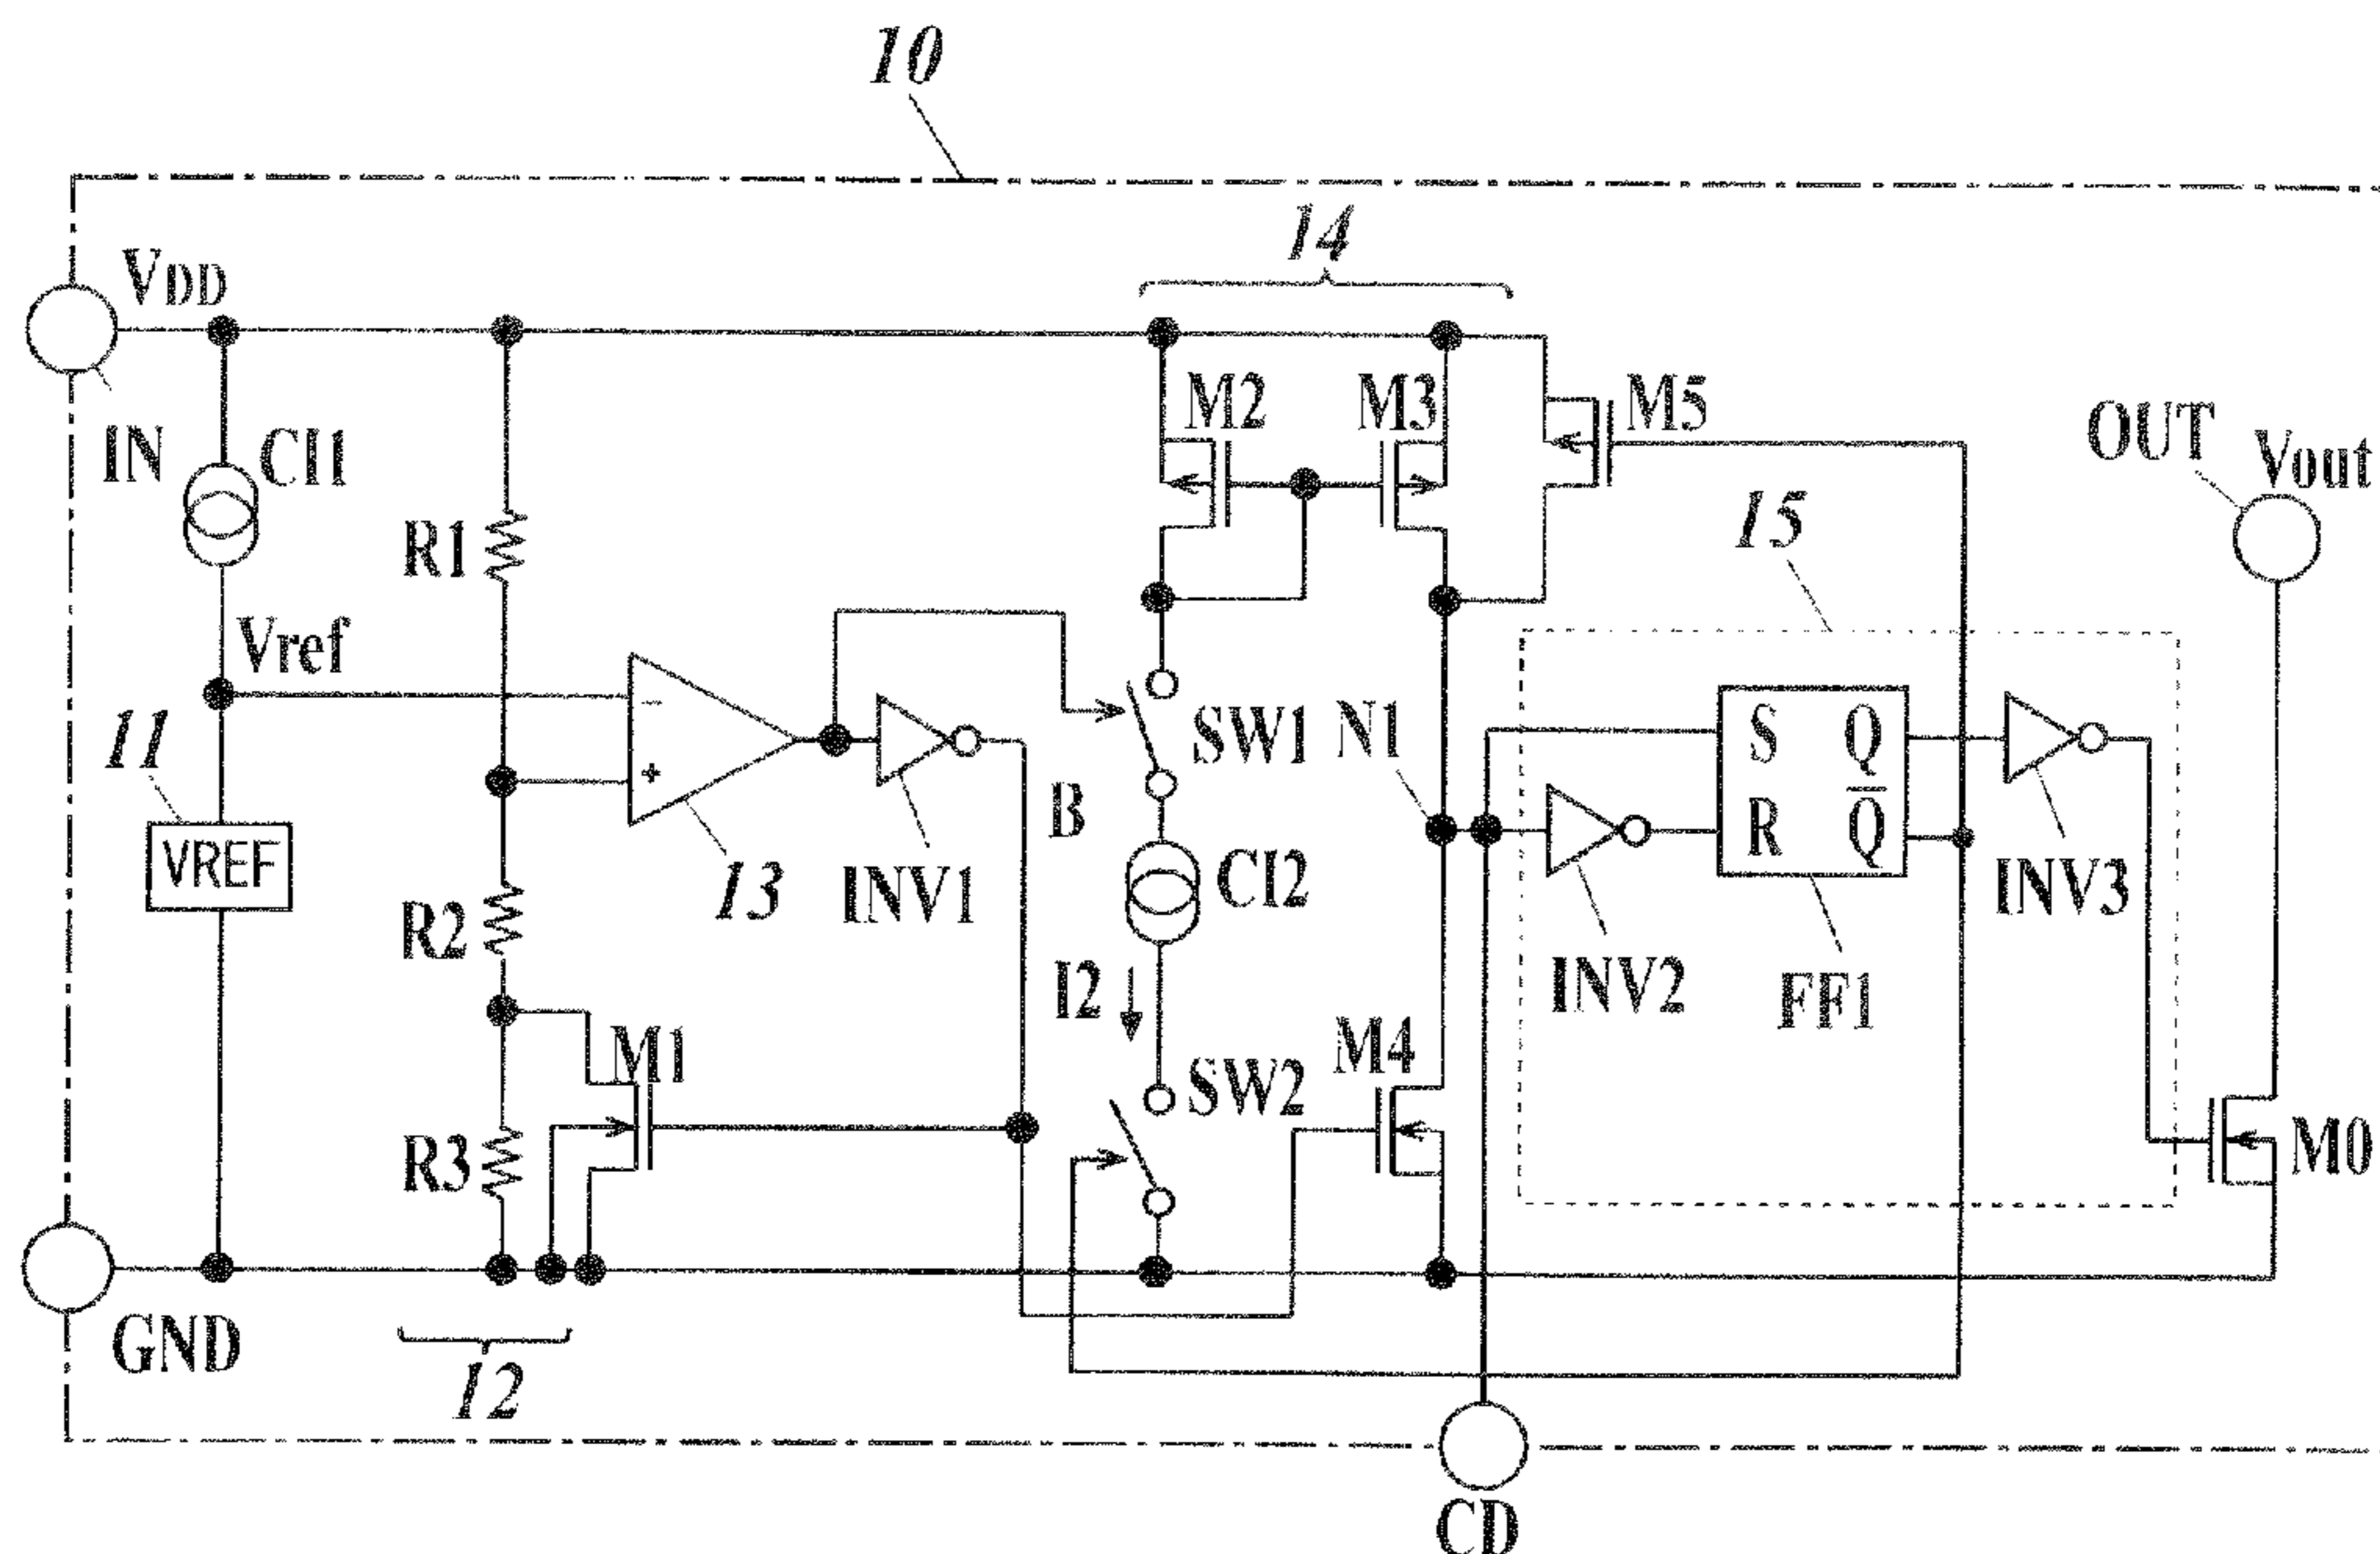 10
14
VDD
IN
CI1
R1
M2
M3
M5
OUT
Vout
15
Vref
11
VREF
−
+
13
INV1
SW1
N1
B
CI2
S Q
R Q̅
INV2
FF1
INV3
R2
I2
M1
M4
SW2
R3
M0
GND
12
CD